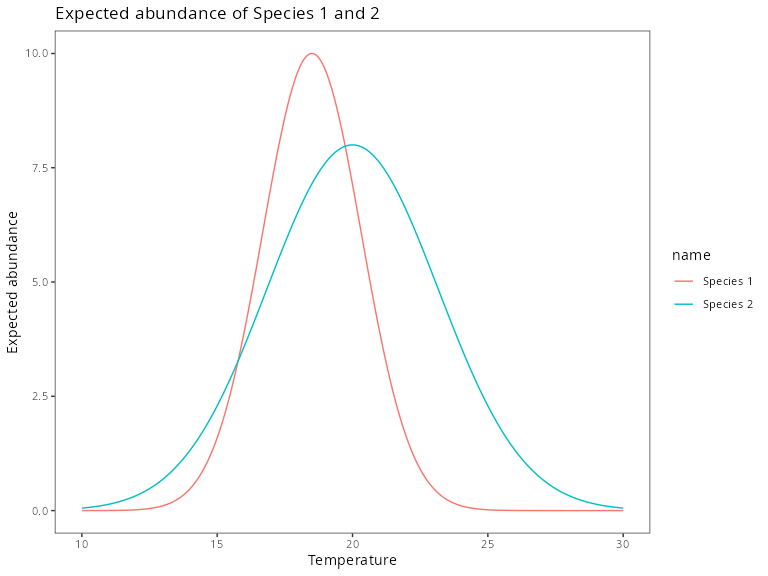 Expected abundance of Species 1 and 2
10.0
7.5
5.0
2.5
0.0
Expected abundance
10 15 20 25 30
Temperature
name
Species 1
Species 2